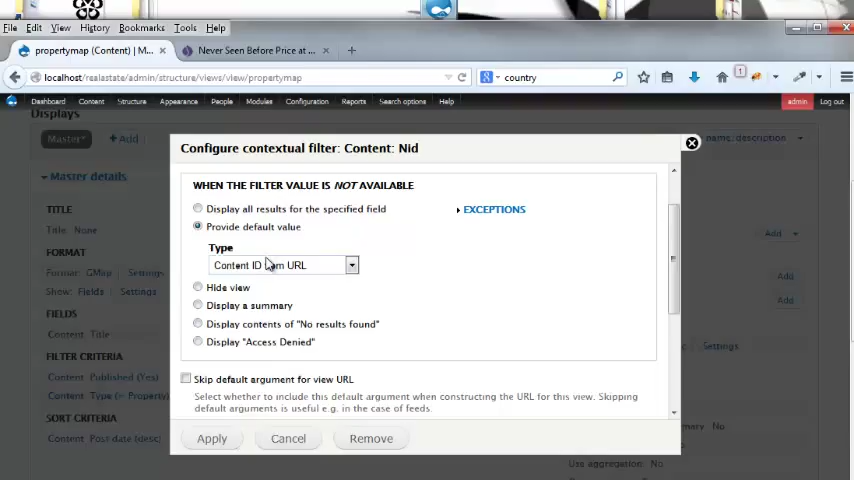 File Edit View History Bookmarks Tools Help
propertymap (Content) | M... × Never Seen Before Price at ... × +
localhost/realastate/admin/structure/views/view/propertymap
country
1
Dashboard Content Structure Appearance People Modules Configuration Reports Search options Help admin Log out
Displays
Master* Add name: description
Configure contextual filter: Content: Nid
Master details
TITLE
Title: None
FORMAT
Format: GMap Settings
Show: Fields Settings
FIELDS
Content: Title
FILTER CRITERIA
Content: Published (Yes)
Content: Type (= Property)
SORT CRITERIA
Content: Post date (desc)
WHEN THE FILTER VALUE IS NOT AVAILABLE
Display all results for the specified field
EXCEPTIONS
Provide default value
Type
Content ID from URL
Hide view
Display a summary
Display contents of "No results found"
Display "Access Denied"
Skip default argument for view URL
Select whether to include this default argument when constructing the URL for this view. Skipping
default arguments is useful e.g. in the case of feeds.
Apply Cancel Remove
Add
Add
Add
Settings
No
Use aggregation: No